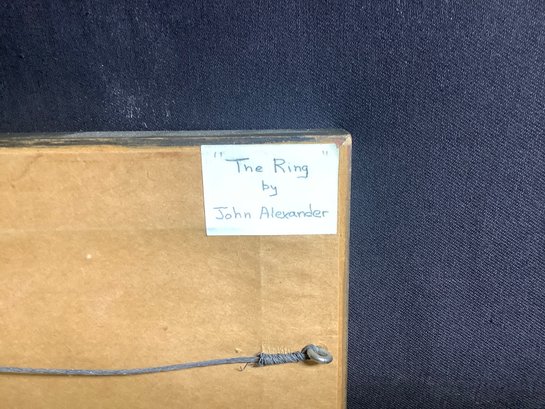 "The Ring"
by
John Alexander